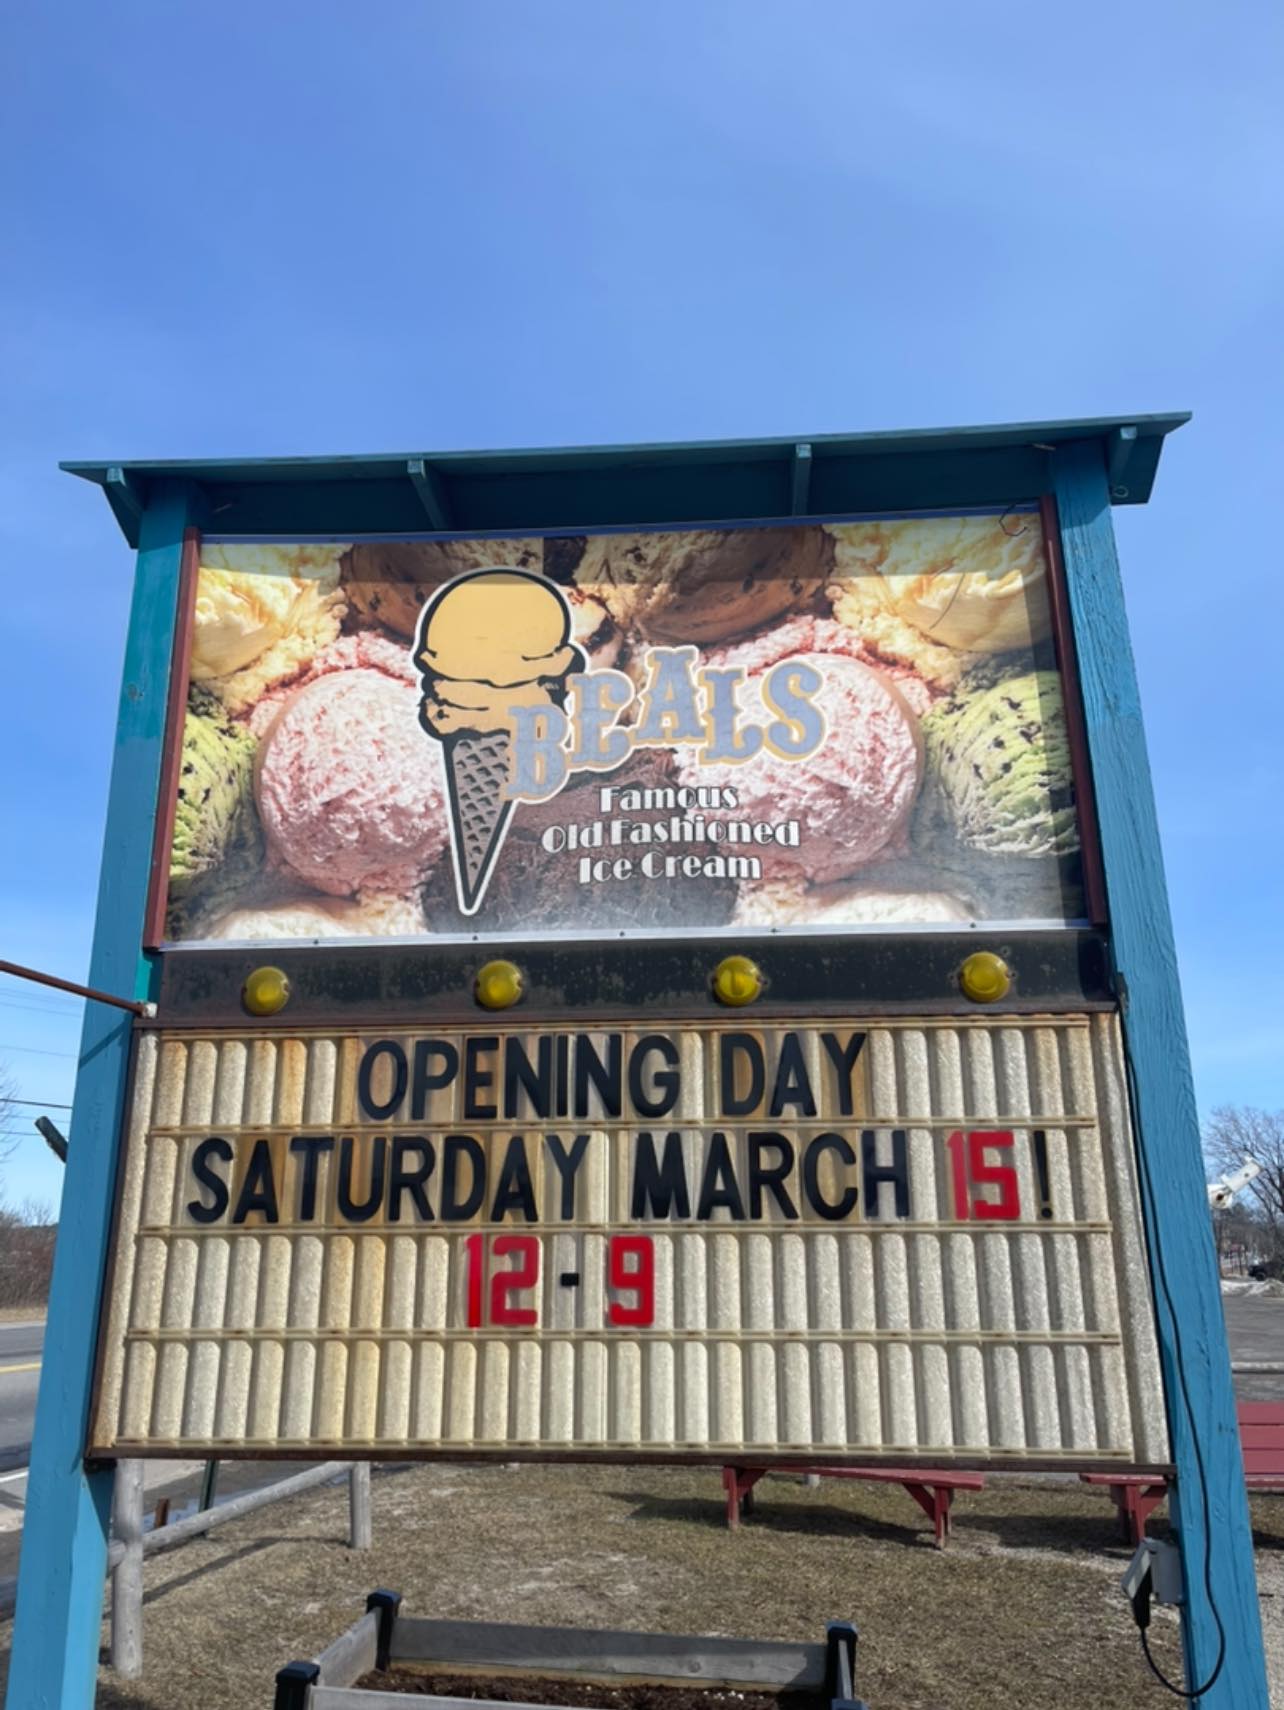 BEALS
Famous
Old Fashioned
Ice Cream
OPENING DAY
SATURDAY MARCH 15!
12-9